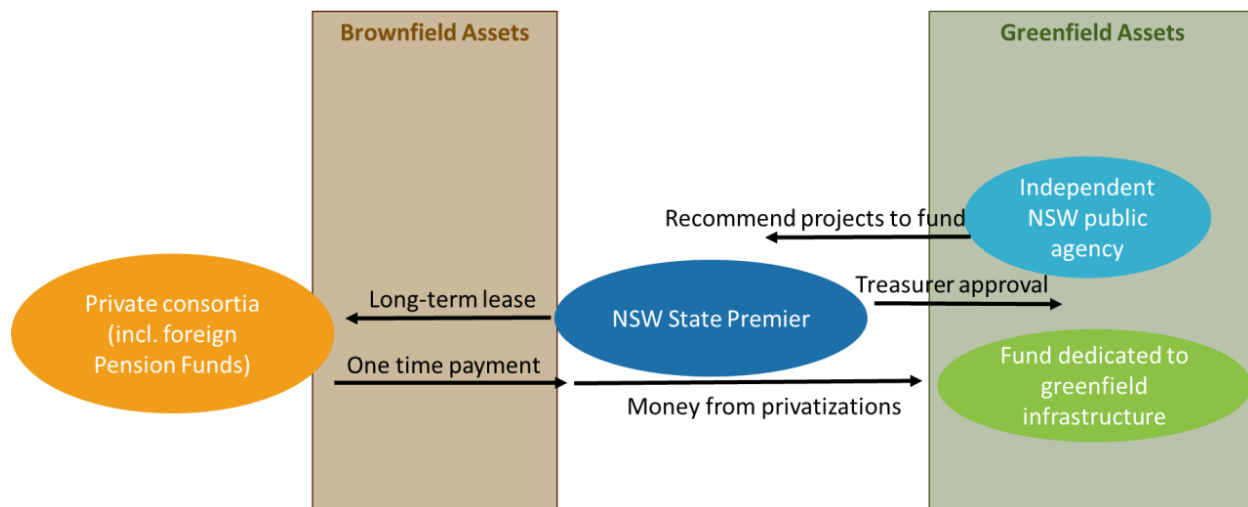 Brownfield Assets
Greenfield Assets
Independent
NSW public
agency
Recommend projects to fund
Treasurer approval
Private consortia
(incl. foreign
Pension Funds)
Long-term lease
NSW State Premier
One time payment
Money from privatizations
Fund dedicated to
greenfield
infrastructure